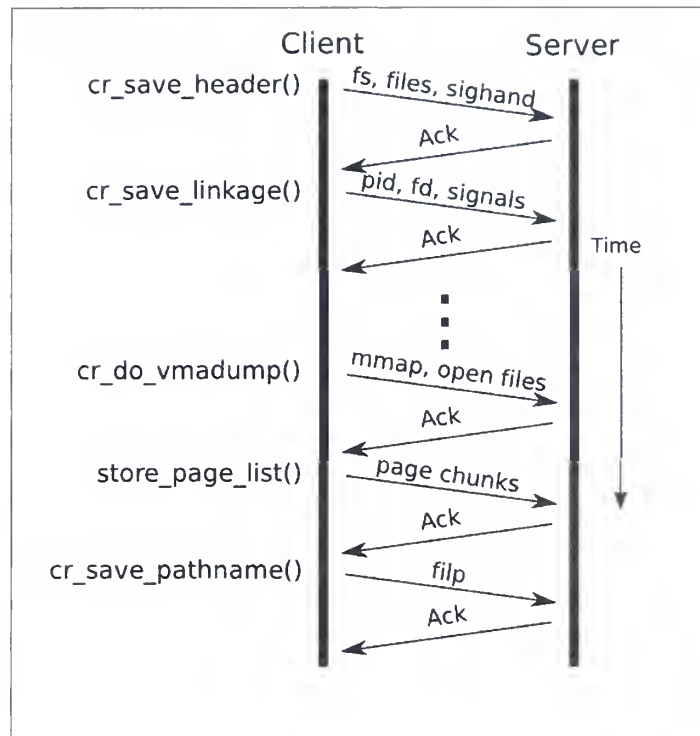 Client
Server
cr_save_header()
fs, files, sighand
Ack
cr_save_linkage()
pid, fd, signals
Ack
Time
cr_do_vmadump()
mmap, open files
Ack
store_page_list()
page chunks
Ack
cr_save_pathname()
filp
Ack